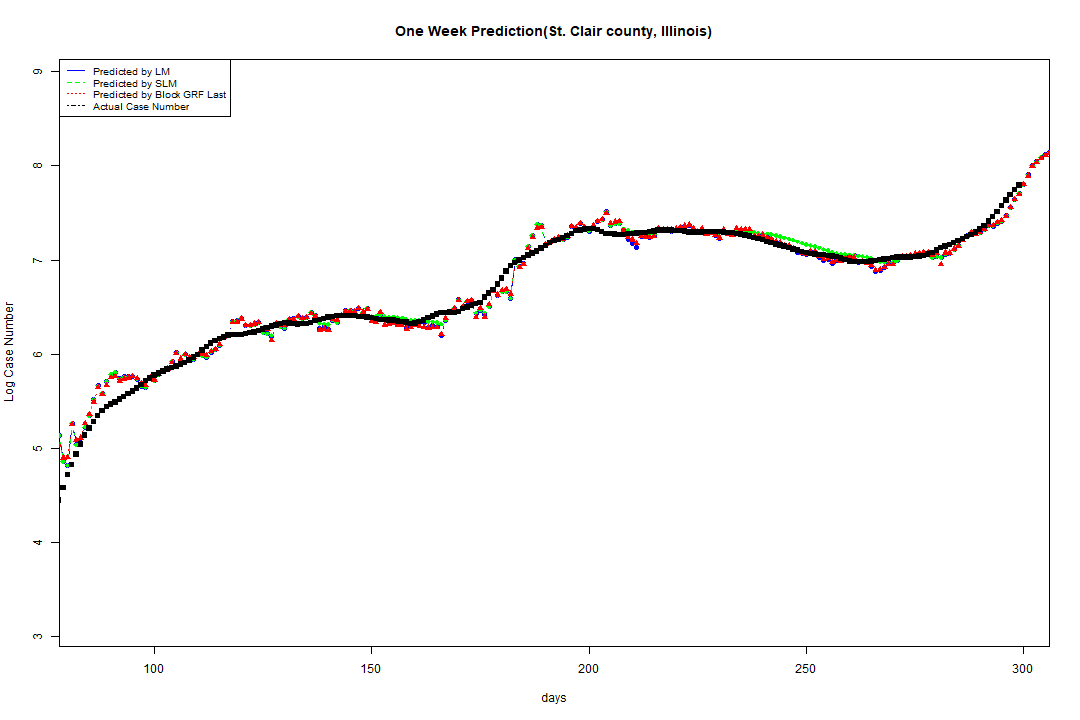 One Week Prediction(St. Clair county, Illinois)
Predicted by LM
Predicted by SLM
Predicted by Block GRF Last
Actual Case Number
9
8
7
6
5
4
3
Log Case Number
100 150 200 250 300
days